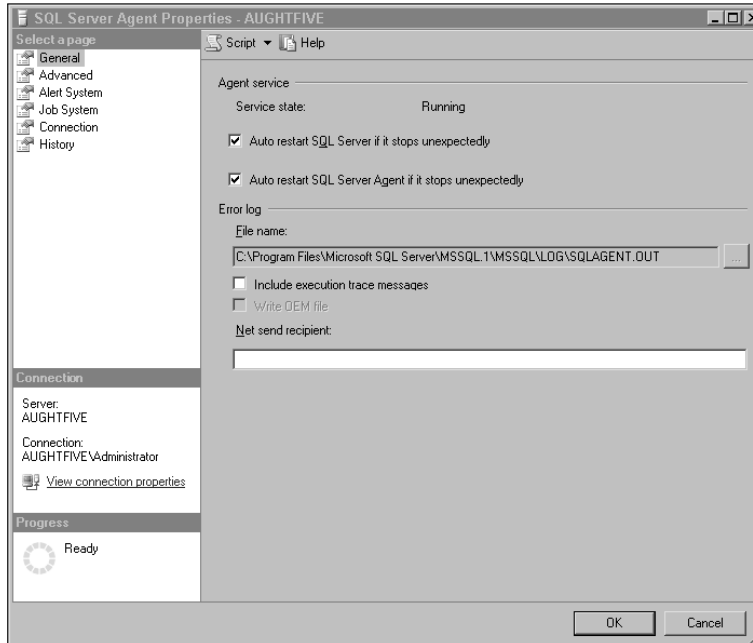 SQL Server Agent Properties - AUGHTFIVE
Select a page
General
Advanced
Alert System
Job System
Connection
History
Script
Help
Agent service
Service state: Running
Auto restart SQL Server if it stops unexpectedly
Auto restart SQL Server Agent if it stops unexpectedly
Error log
File name:
C:\Program Files\Microsoft SQL Server\MSSQL.1\MSSQL\LOG\SQLAGENT.OUT
...
Include execution trace messages
Write OEM file
Net send recipient:
Connection
Server:
AUGHTFIVE
Connection:
AUGHTFIVE\Administrator
View connection properties
Progress
Ready
OK
Cancel